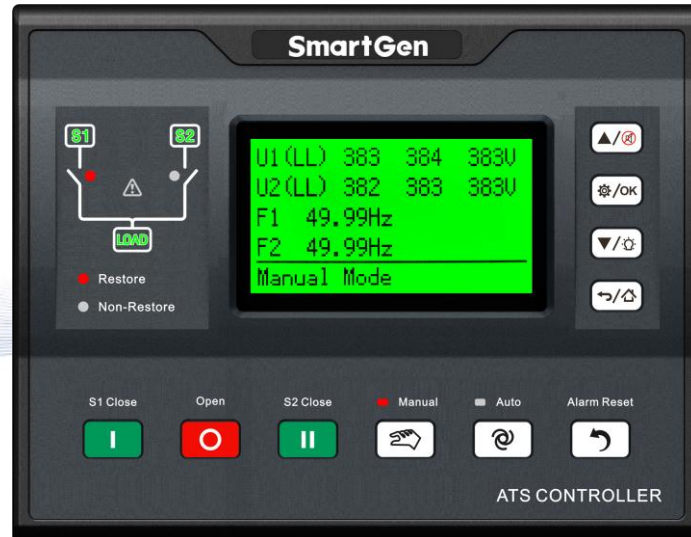 SmartGen
S1 S2
LOAD
Restore
Non-Restore
U1(LL) 383 384 383V
U2(LL) 382 383 383V
F1 49.99Hz
F2 49.99Hz
Manual Mode
/OK
S1 Close Open S2 Close Manual Auto Alarm Reset
I O II
ATS CONTROLLER